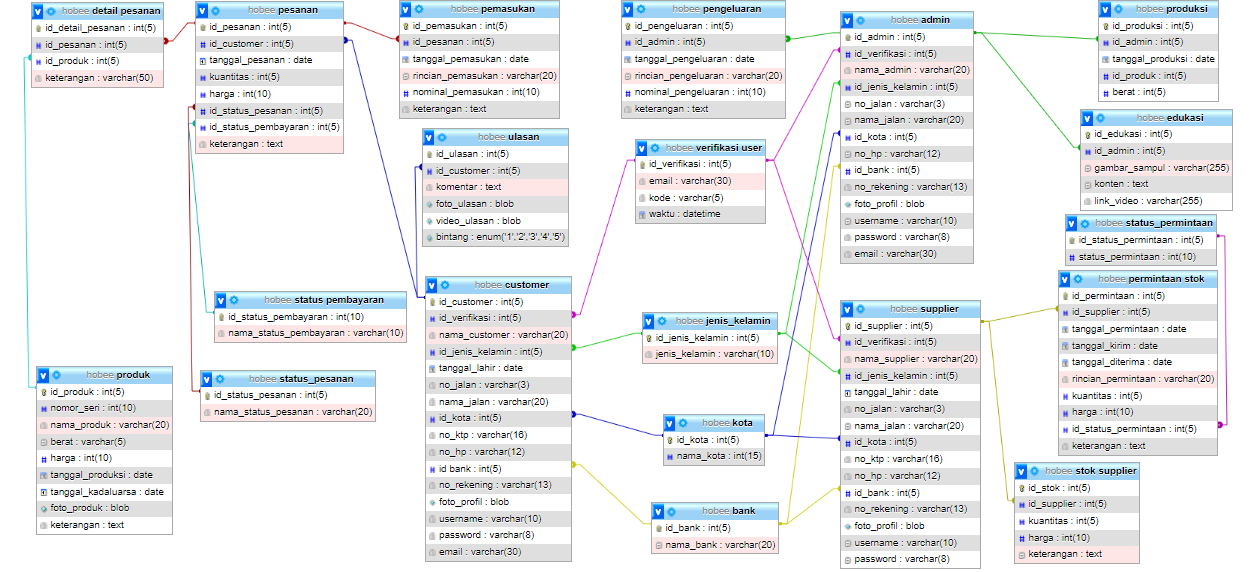 hobee detail pesanan
id_detail_pesanan : int(5)
id_pesanan : int(5)
id_produk : int(5)
keterangan : varchar(50)
hobee pesanan
id_pesanan : int(5)
id_customer : int(5)
tanggal_pesanan : date
kuantitas : int(5)
harga : int(10)
id_status_pesanan : int(5)
id_status_pembayaran : int(5)
keterangan : text
hobee pemasukan
id_pemasukan : int(5)
id_pesanan : int(5)
tanggal_pemasukan : date
rincian_pemasukan : varchar(20)
nominal_pemasukan : int(10)
keterangan : text
hobee pengeluaran
id_pengeluaran : int(5)
id_admin : int(5)
tanggal_pengeluaran : date
rincian_pengeluaran : varchar(20)
nominal_pengeluaran : int(10)
keterangan : text
hobee admin
id_admin : int(5)
id_verifikasi : int(5)
nama_admin : varchar(20)
id_jenis_kelamin : int(5)
no_jalan : varchar(3)
nama_jalan : varchar(20)
id_kota : int(5)
no_hp : varchar(12)
id_bank : int(5)
no_rekening : varchar(13)
foto_profil : blob
username : varchar(10)
password : varchar(8)
email : varchar(30)
hobee produksi
id_produksi : int(5)
id_admin : int(5)
tanggal_produksi : date
id_produk : int(5)
berat : int(5)
hobee edukasi
id_edukasi : int(5)
id_admin : int(5)
gambar_sampul : varchar(255)
konten : text
link_video : varchar(255)
hobee ulasan
id_ulasan : int(5)
id_customer : int(5)
komentar : text
foto_ulasan : blob
video_ulasan : blob
bintang : enum('1','2','3','4','5')
hobee verifikasi user
id_verifikasi : int(5)
email : varchar(30)
kode : varchar(5)
waktu : datetime
hobee status_permintaan
id_status_permintaan : int(5)
status_permintaan : int(10)
hobee permintaan stok
id_permintaan : int(5)
id_supplier : int(5)
tanggal_permintaan : date
tanggal_kirim : date
tanggal_diterima : date
rincian_permintaan : varchar(20)
kuantitas : int(5)
harga : int(10)
id_status_permintaan : int(5)
keterangan : text
hobee status pembayaran
id_status_pembayaran : int(10)
nama_status_pembayaran : varchar(10)
hobee customer
id_customer : int(5)
id_verifikasi : int(5)
nama_customer : varchar(20)
id_jenis_kelamin : int(5)
tanggal_lahir : date
no_jalan : varchar(3)
nama_jalan : varchar(20)
id_kota : int(5)
no_ktp : varchar(16)
no_hp : varchar(12)
id bank : int(5)
no_rekening : varchar(13)
foto_profil : blob
username : varchar(10)
password : varchar(8)
email : varchar(30)
hobee jenis_kelamin
id_jenis_kelamin : int(5)
jenis_kelamin : varchar(10)
hobee supplier
id_supplier : int(5)
id_verifikasi : int(5)
nama_supplier : varchar(20)
id_jenis_kelamin : int(5)
tanggal_lahir : date
no_jalan : varchar(3)
nama_jalan : varchar(20)
id_kota : int(5)
no_ktp : varchar(16)
no_hp : varchar(12)
id_bank : int(5)
no_rekening : varchar(13)
foto_profil : blob
username : varchar(10)
password : varchar(8)
hobee produk
id_produk : int(5)
nomor_seri : int(10)
nama_produk : varchar(20)
berat : varchar(5)
harga : int(10)
tanggal_produksi : date
tanggal_kadaluarsa : date
foto_produk : blob
keterangan : text
hobee status_pesanan
id_status_pesanan : int(5)
nama_status_pesanan : varchar(20)
hobee kota
id_kota : int(5)
nama_kota : int(15)
hobee bank
id_bank : int(5)
nama_bank : varchar(20)
hobee stok supplier
id_stok : int(5)
id_supplier : int(5)
kuantitas : int(5)
harga : int(10)
keterangan : text